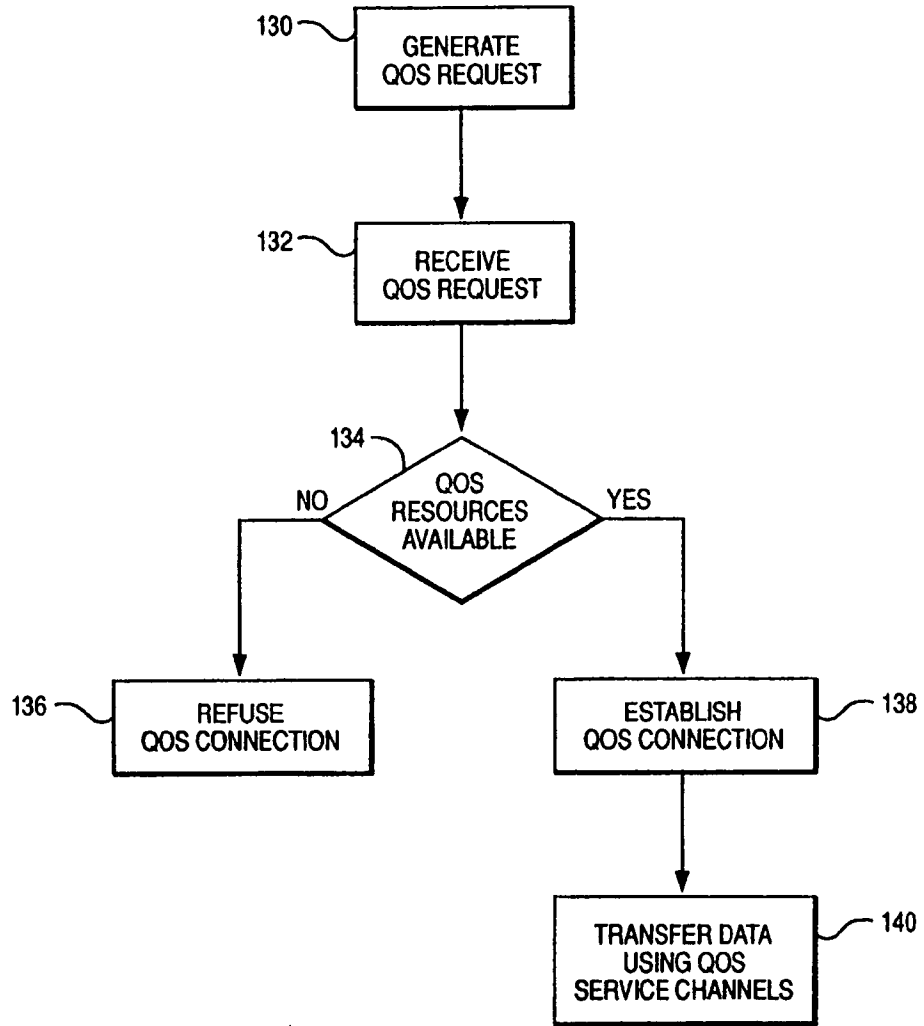 130
GENERATE
QOS REQUEST
132
RECEIVE
QOS REQUEST
134
QOS
RESOURCES
AVAILABLE
NO
YES
136
REFUSE
QOS CONNECTION
ESTABLISH
QOS CONNECTION
138
TRANSFER DATA
USING QOS
SERVICE CHANNELS
140